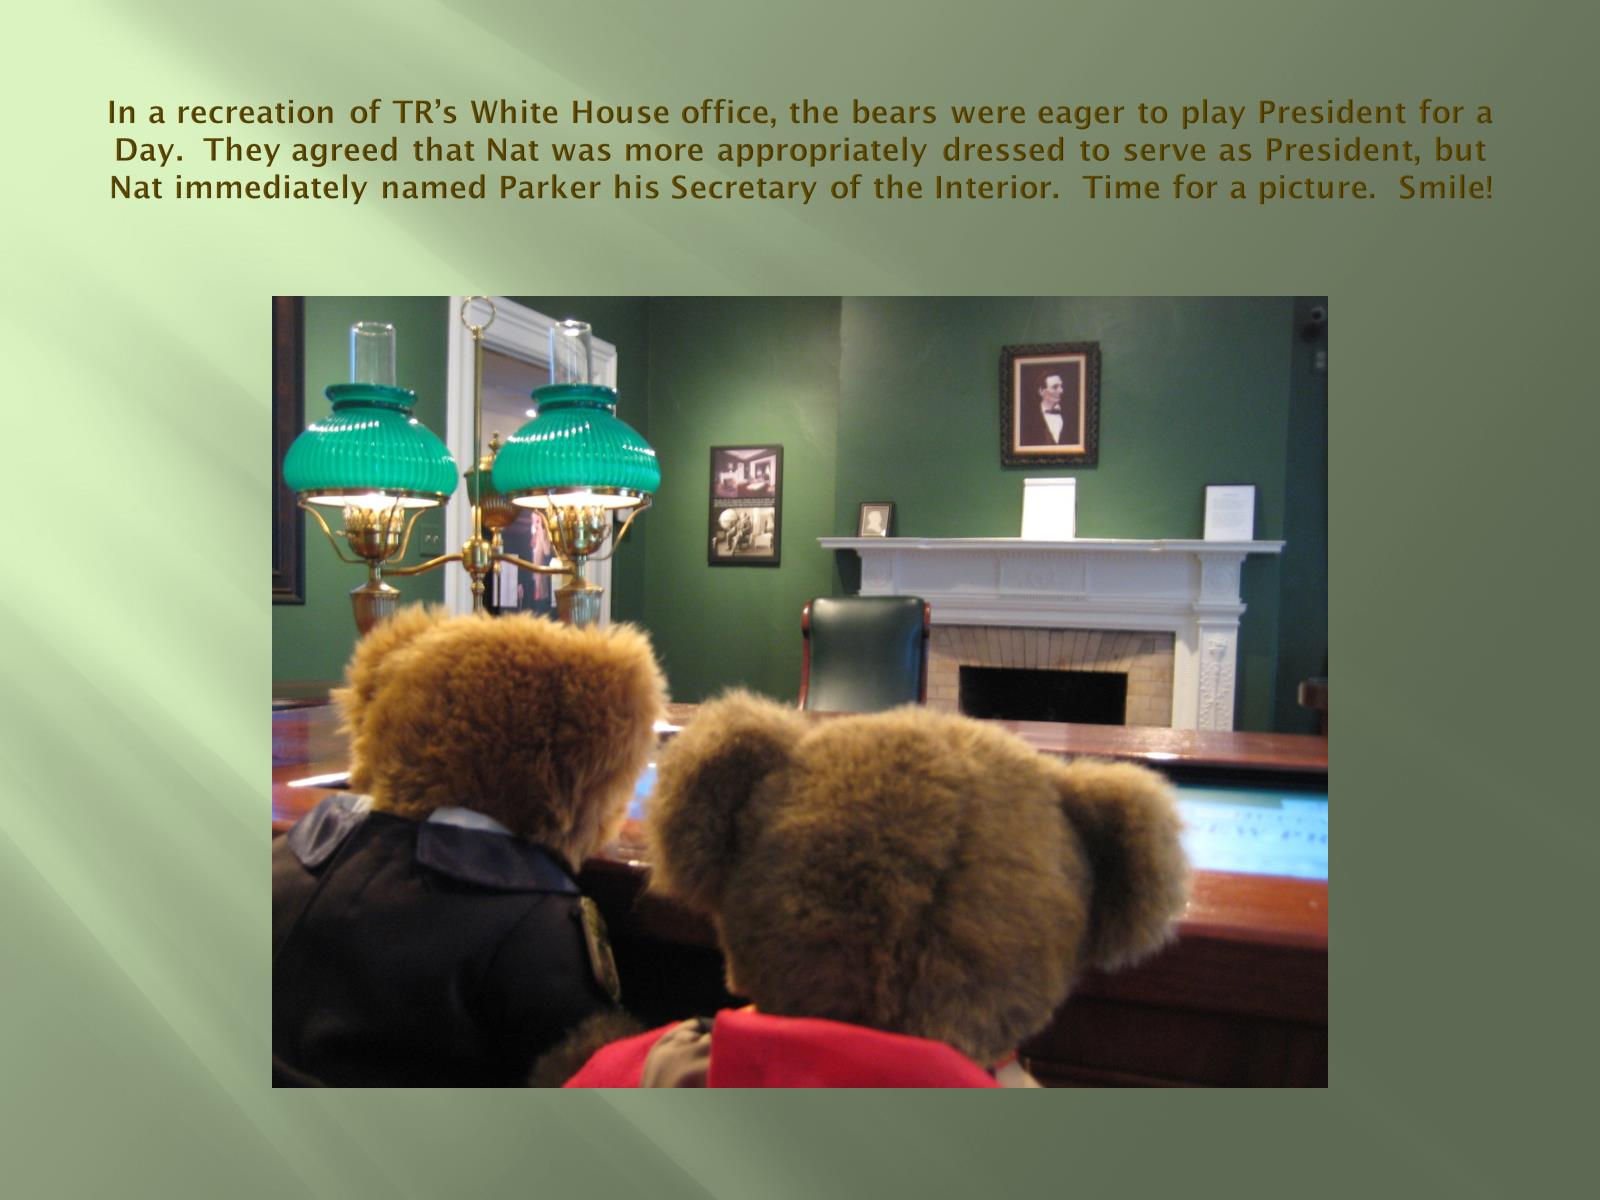 In a recreation of TR’s White House office, the bears were eager to play President for a
Day.  They agreed that Nat was more appropriately dressed to serve as President, but
Nat immediately named Parker his Secretary of the Interior.  Time for a picture.  Smile!